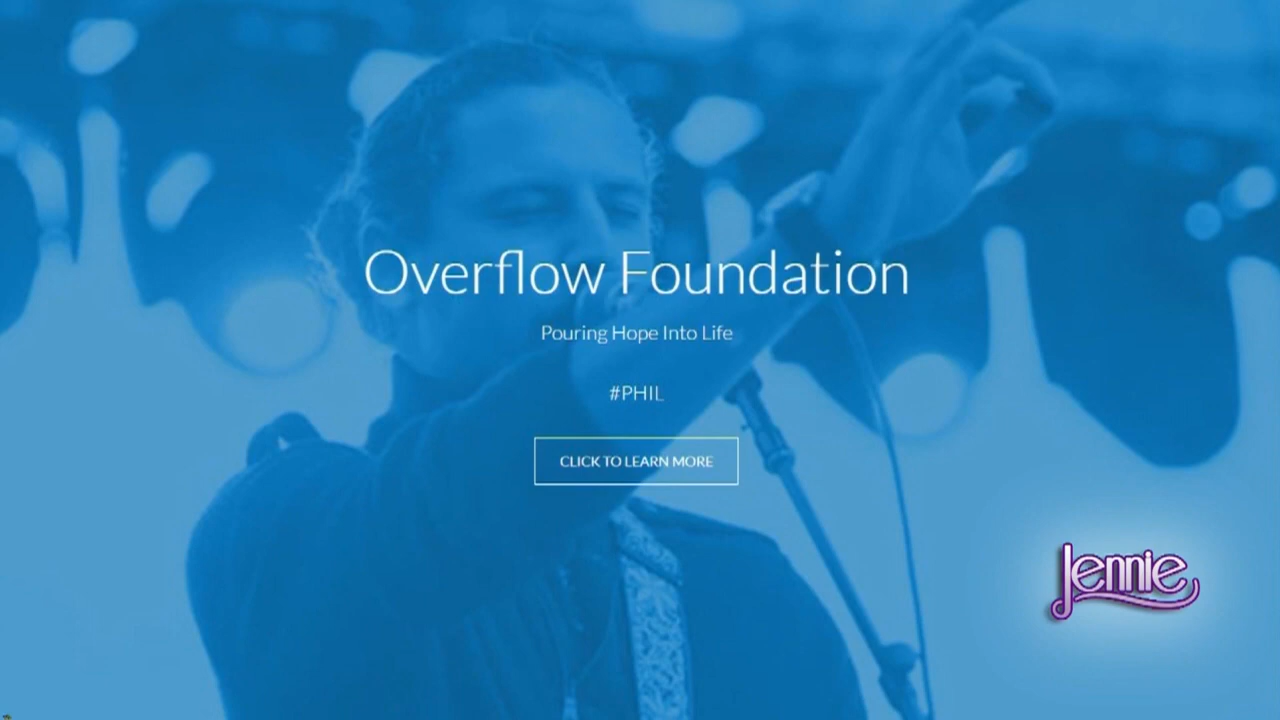 Overflow Foundation
Pouring Hope Into Life
#PHIL
CLICK TO LEARN MORE
Jennie